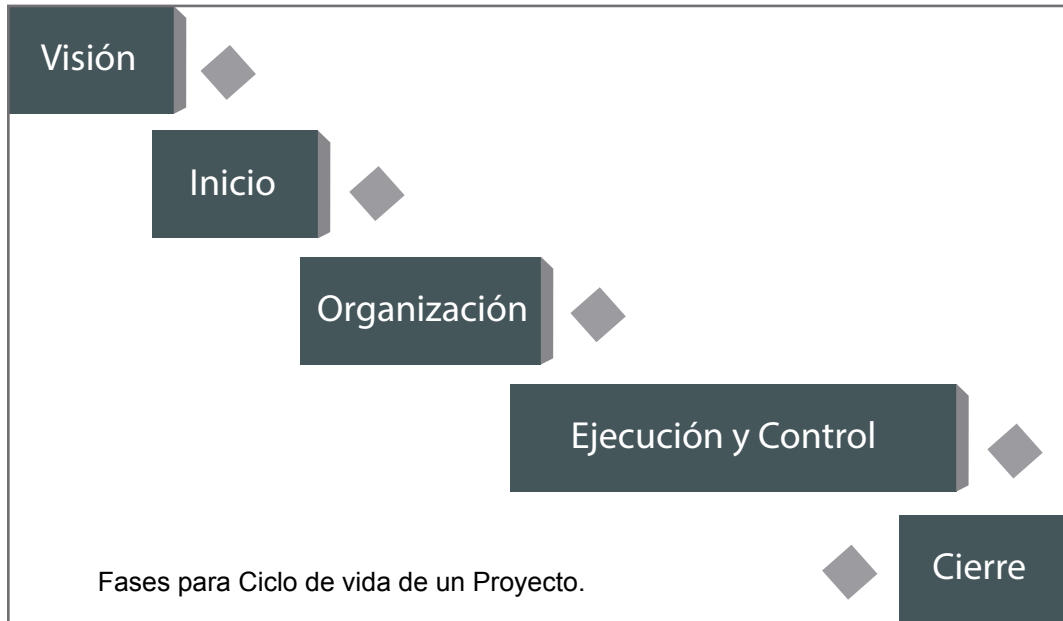 Visión
Inicio
Organización
Ejecución y Control
Cierre
Fases para Ciclo de vida de un Proyecto.